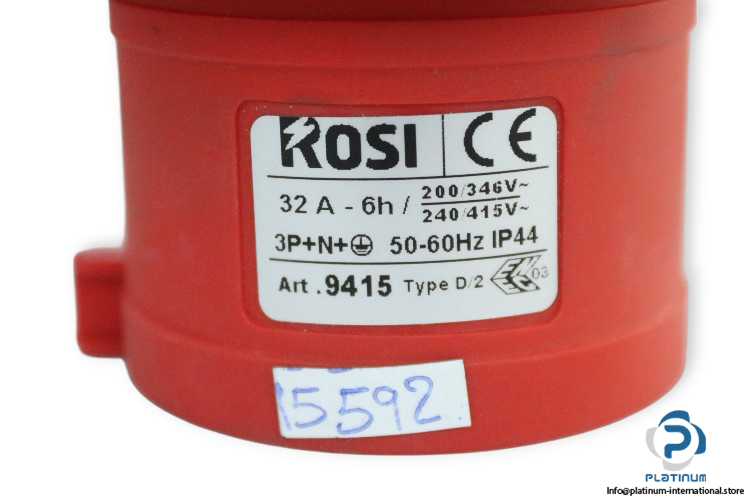 ROSI CE
32 A - 6h / 200/346V~
240/415V~
3P+N+⏚ 50-60Hz IP44
Art .9415 Type D/2 03
15592
PLATINUM
Info@platinum-international.store